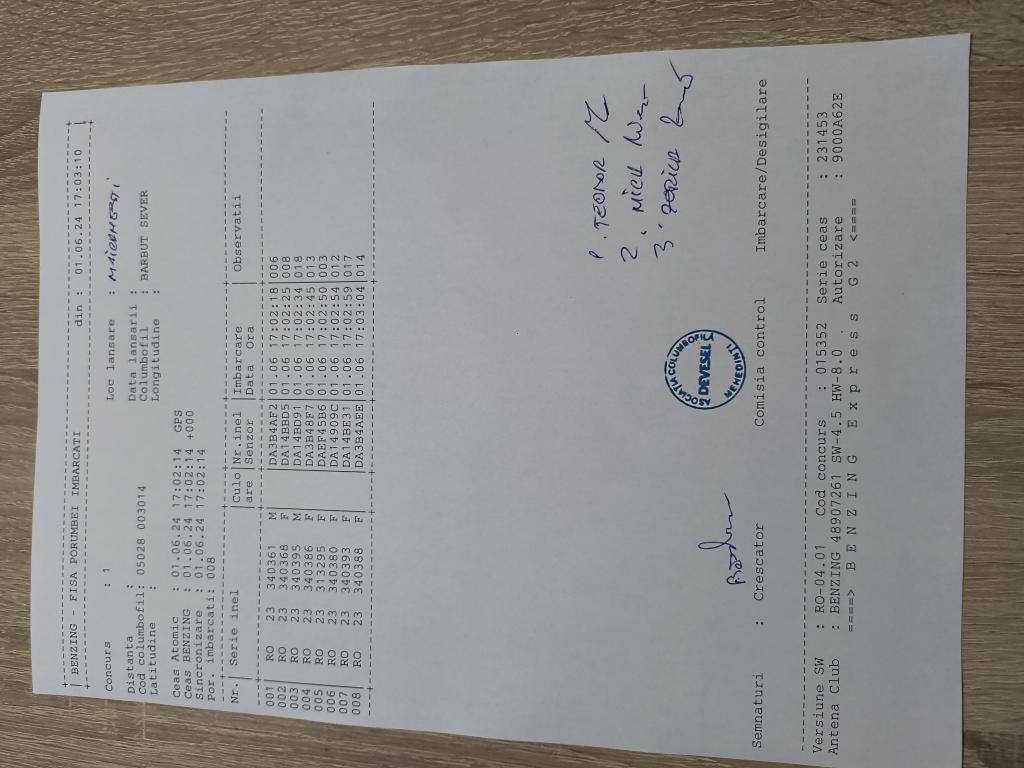 BENZING - FISA PORUMBEI IMBARCATI din : 01.06.24 17:03:10
Concurs : 1 Loc lansare :
Distanta : Data lansarii :
Cod columbofil: 05028 003014 Columbofil : BARBUT SEVER
Latitudine : Longitudine :
Ceas Atomic : 01.06.24 17:02:14 GPS
Ceas BENZING : 01.06.24 17:02:14 +000
Sincronizare : 01.06.24 17:02:14
Por. imbarcati: 008
Nr.| Serie inel |Culo|Nr.inel |Imbarcare | Observatii
|are |Senzor |Data Ora |
001| RO 23 340361 M | |DA3B4AF2|01.06 17:02:18|006
002| RO 23 340368 F | |DA14BBD5|01.06 17:02:25|008
003| RO 23 340395 M | |DA14BD91|01.06 17:02:34|018
004| RO 23 340386 F | |DA3B48F7|01.06 17:02:45|013
005| RO 23 313295 F | |DAFF45B6|01.06 17:02:50|003
006| RO 23 340380 F | |DA14909C|01.06 17:02:54|012
007| RO 23 340393 F | |DA14BE31|01.06 17:02:59|017
008| RO 23 340388 F | |DA3B4AEE|01.06 17:03:04|014
TEODOR
2.
3.
COLUMBOFILA
52 DEVESEL
MEHEDINTI
Semnaturi : Crescator Comisia control Imbarcare/Desigilare
Versiune SW : RO-04.01 Cod concurs : 015352 Serie ceas : 231453
Antena Club : BENZING 48907261 SW-4.5 HW-8.0 Autorizare : 9000A62E
====> B E N Z I N G E x p r e s s G 2 <====